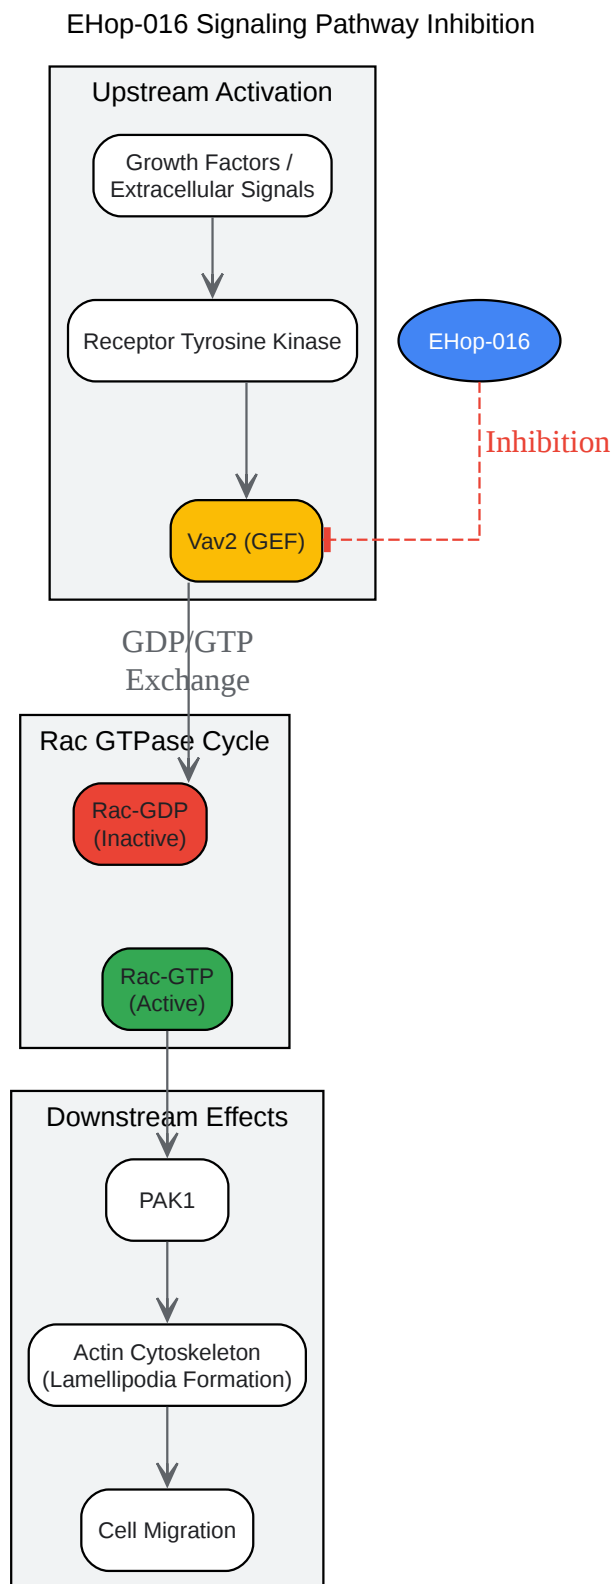 EHop-016 Signaling Pathway Inhibition
Upstream Activation
Growth Factors /
Extracellular Signals
Receptor Tyrosine Kinase
EHop-016
Inhibition
Vav2 (GEF)
GDP/GTP
Exchange
Rac GTPase Cycle
Rac-GDP
(Inactive)
Rac-GTP
(Active)
Downstream Effects
PAK1
Actin Cytoskeleton
(Lamellipodia Formation)
Cell Migration